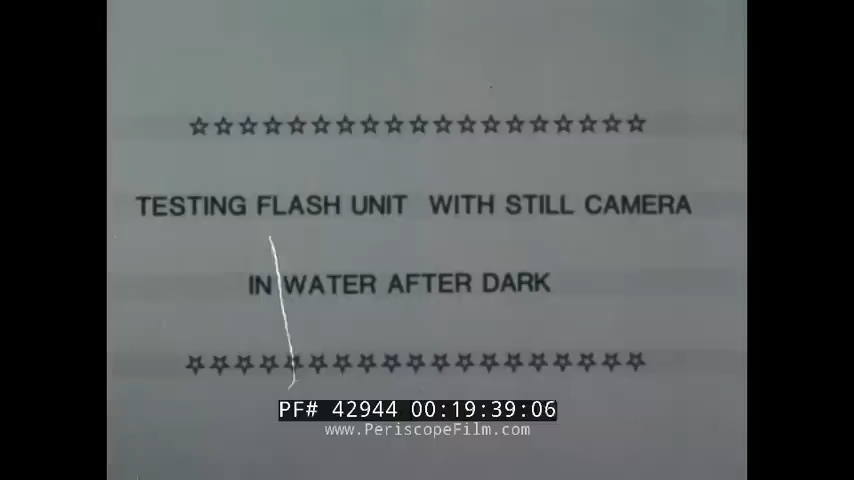 ☆☆☆☆☆☆☆☆☆☆☆☆☆☆☆☆☆☆☆
TESTING FLASH UNIT WITH STILL CAMERA
IN WATER AFTER DARK
☆☆☆☆☆☆☆☆☆☆☆☆☆☆☆☆☆☆☆
PF# 42944 00:19:39:06
www.PeriscopeFilm.com